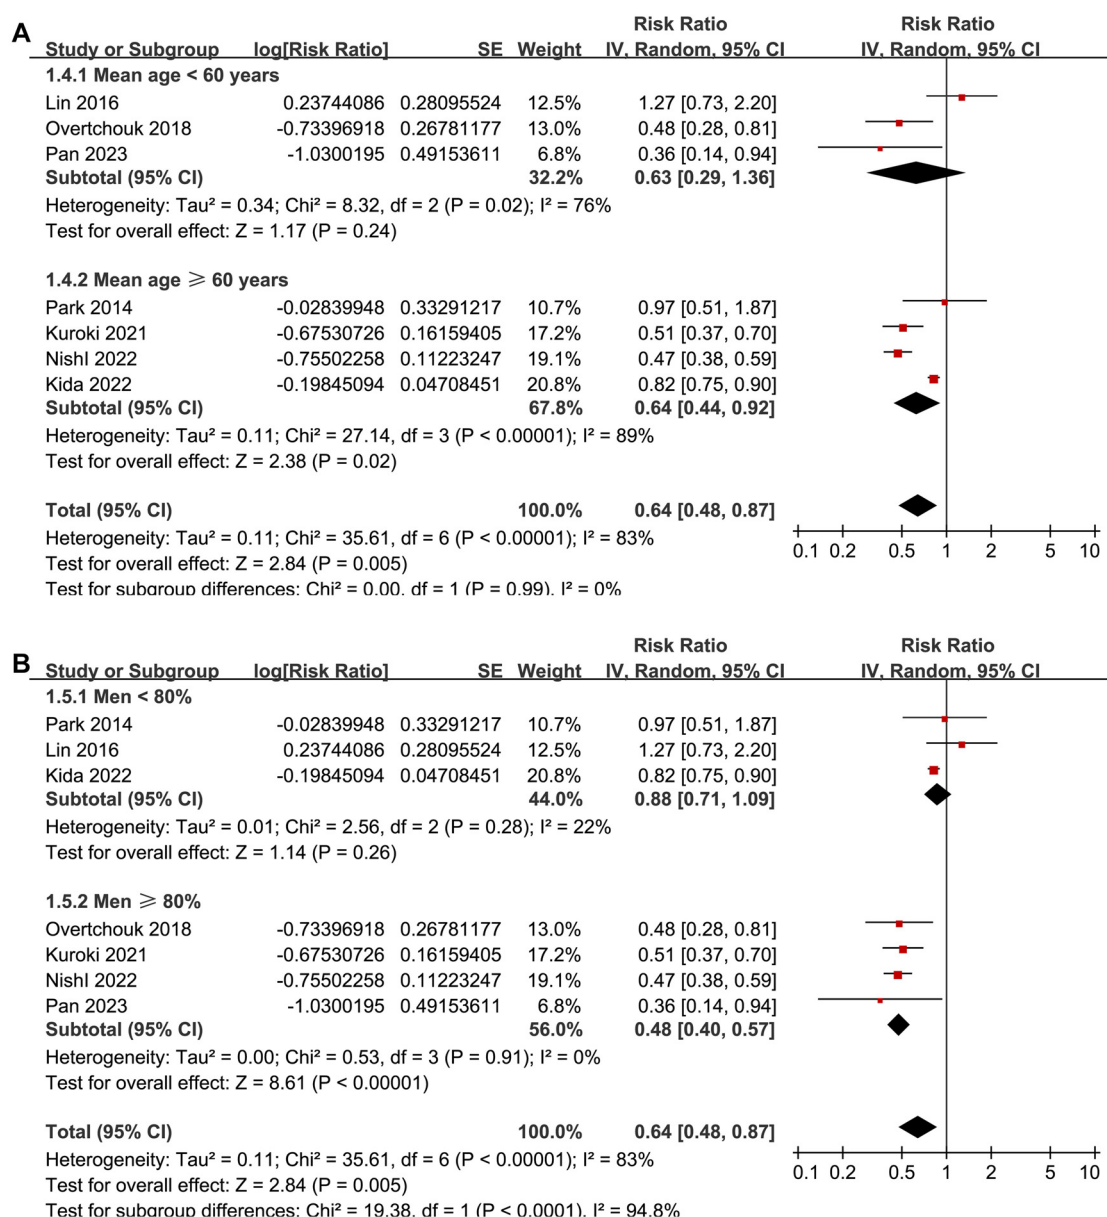 A
Risk Ratio Risk Ratio
Study or Subgroup log[Risk Ratio] SE Weight IV, Random, 95% CI IV, Random, 95% CI
1.4.1 Mean age < 60 years
Lin 2016 0.23744086 0.28095524 12.5% 1.27 [0.73, 2.20]
Overtchouk 2018 -0.73396918 0.26781177 13.0% 0.48 [0.28, 0.81]
Pan 2023 -1.0300195 0.49153611 6.8% 0.36 [0.14, 0.94]
Subtotal (95% CI) 32.2% 0.63 [0.29, 1.36]
Heterogeneity: Tau² = 0.34; Chi² = 8.32, df = 2 (P = 0.02); I² = 76%
Test for overall effect: Z = 1.17 (P = 0.24)
1.4.2 Mean age ⩾ 60 years
Park 2014 -0.02839948 0.33291217 10.7% 0.97 [0.51, 1.87]
Kuroki 2021 -0.67530726 0.16159405 17.2% 0.51 [0.37, 0.70]
NishI 2022 -0.75502258 0.11223247 19.1% 0.47 [0.38, 0.59]
Kida 2022 -0.19845094 0.04708451 20.8% 0.82 [0.75, 0.90]
Subtotal (95% CI) 67.8% 0.64 [0.44, 0.92]
Heterogeneity: Tau² = 0.11; Chi² = 27.14, df = 3 (P < 0.00001); I² = 89%
Test for overall effect: Z = 2.38 (P = 0.02)
Total (95% CI) 100.0% 0.64 [0.48, 0.87]
Heterogeneity: Tau² = 0.11; Chi² = 35.61, df = 6 (P < 0.00001); I² = 83%
Test for overall effect: Z = 2.84 (P = 0.005)
Test for subgroup differences: Chi² = 0.00, df = 1 (P = 0.99), I² = 0%
0.1 0.2 0.5 1 2 5 10
B
Risk Ratio Risk Ratio
Study or Subgroup log[Risk Ratio] SE Weight IV, Random, 95% CI IV, Random, 95% CI
1.5.1 Men < 80%
Park 2014 -0.02839948 0.33291217 10.7% 0.97 [0.51, 1.87]
Lin 2016 0.23744086 0.28095524 12.5% 1.27 [0.73, 2.20]
Kida 2022 -0.19845094 0.04708451 20.8% 0.82 [0.75, 0.90]
Subtotal (95% CI) 44.0% 0.88 [0.71, 1.09]
Heterogeneity: Tau² = 0.01; Chi² = 2.56, df = 2 (P = 0.28); I² = 22%
Test for overall effect: Z = 1.14 (P = 0.26)
1.5.2 Men ⩾ 80%
Overtchouk 2018 -0.73396918 0.26781177 13.0% 0.48 [0.28, 0.81]
Kuroki 2021 -0.67530726 0.16159405 17.2% 0.51 [0.37, 0.70]
NishI 2022 -0.75502258 0.11223247 19.1% 0.47 [0.38, 0.59]
Pan 2023 -1.0300195 0.49153611 6.8% 0.36 [0.14, 0.94]
Subtotal (95% CI) 56.0% 0.48 [0.40, 0.57]
Heterogeneity: Tau² = 0.00; Chi² = 0.53, df = 3 (P = 0.91); I² = 0%
Test for overall effect: Z = 8.61 (P < 0.00001)
Total (95% CI) 100.0% 0.64 [0.48, 0.87]
Heterogeneity: Tau² = 0.11; Chi² = 35.61, df = 6 (P < 0.00001); I² = 83%
Test for overall effect: Z = 2.84 (P = 0.005)
Test for subgroup differences: Chi² = 19.38, df = 1 (P < 0.0001), I² = 94.8%
0.1 0.2 0.5 1 2 5 10